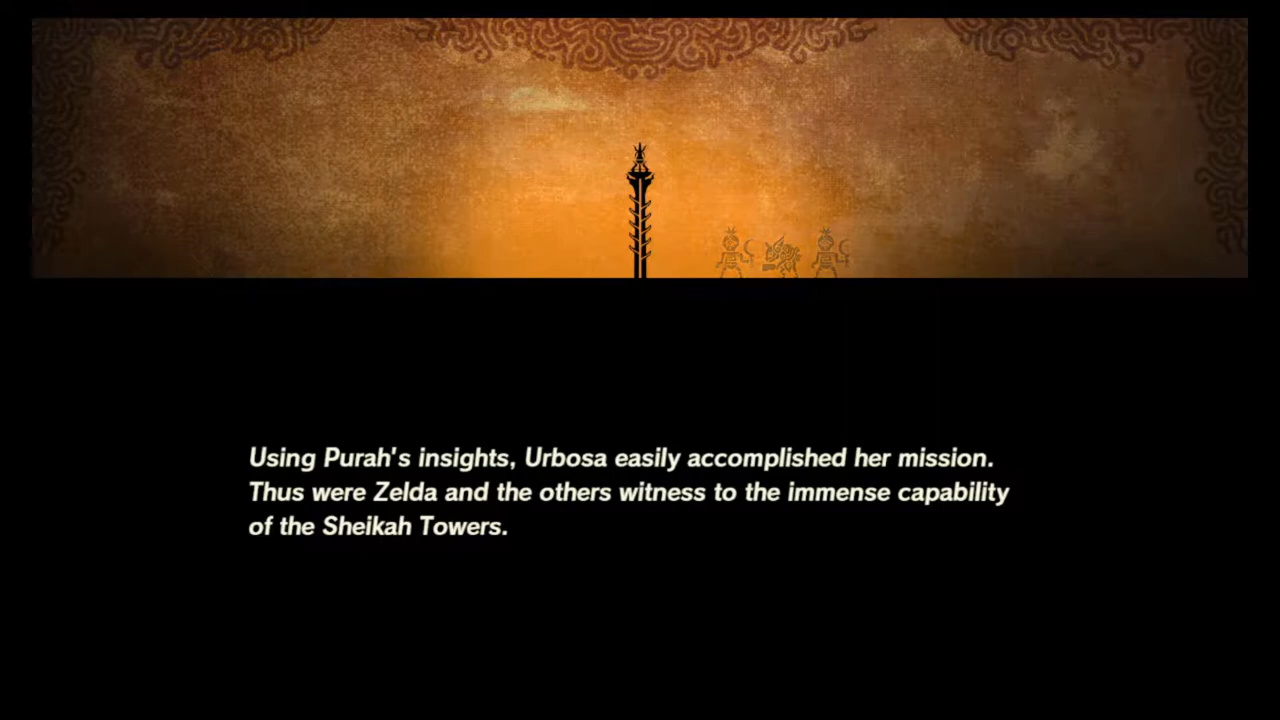 Using Purah's insights, Urbosa easily accomplished her mission.
Thus were Zelda and the others witness to the immense capability
of the Sheikah Towers.